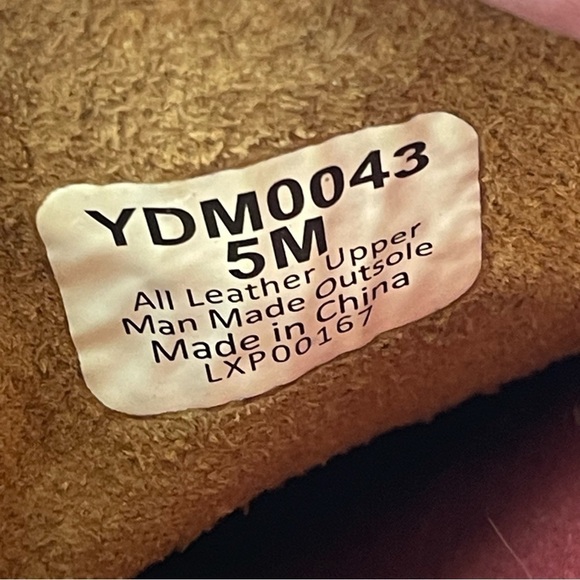 YDM0043
5M
All Leather Upper
Man Made Outsole
Made in China
LXP00167